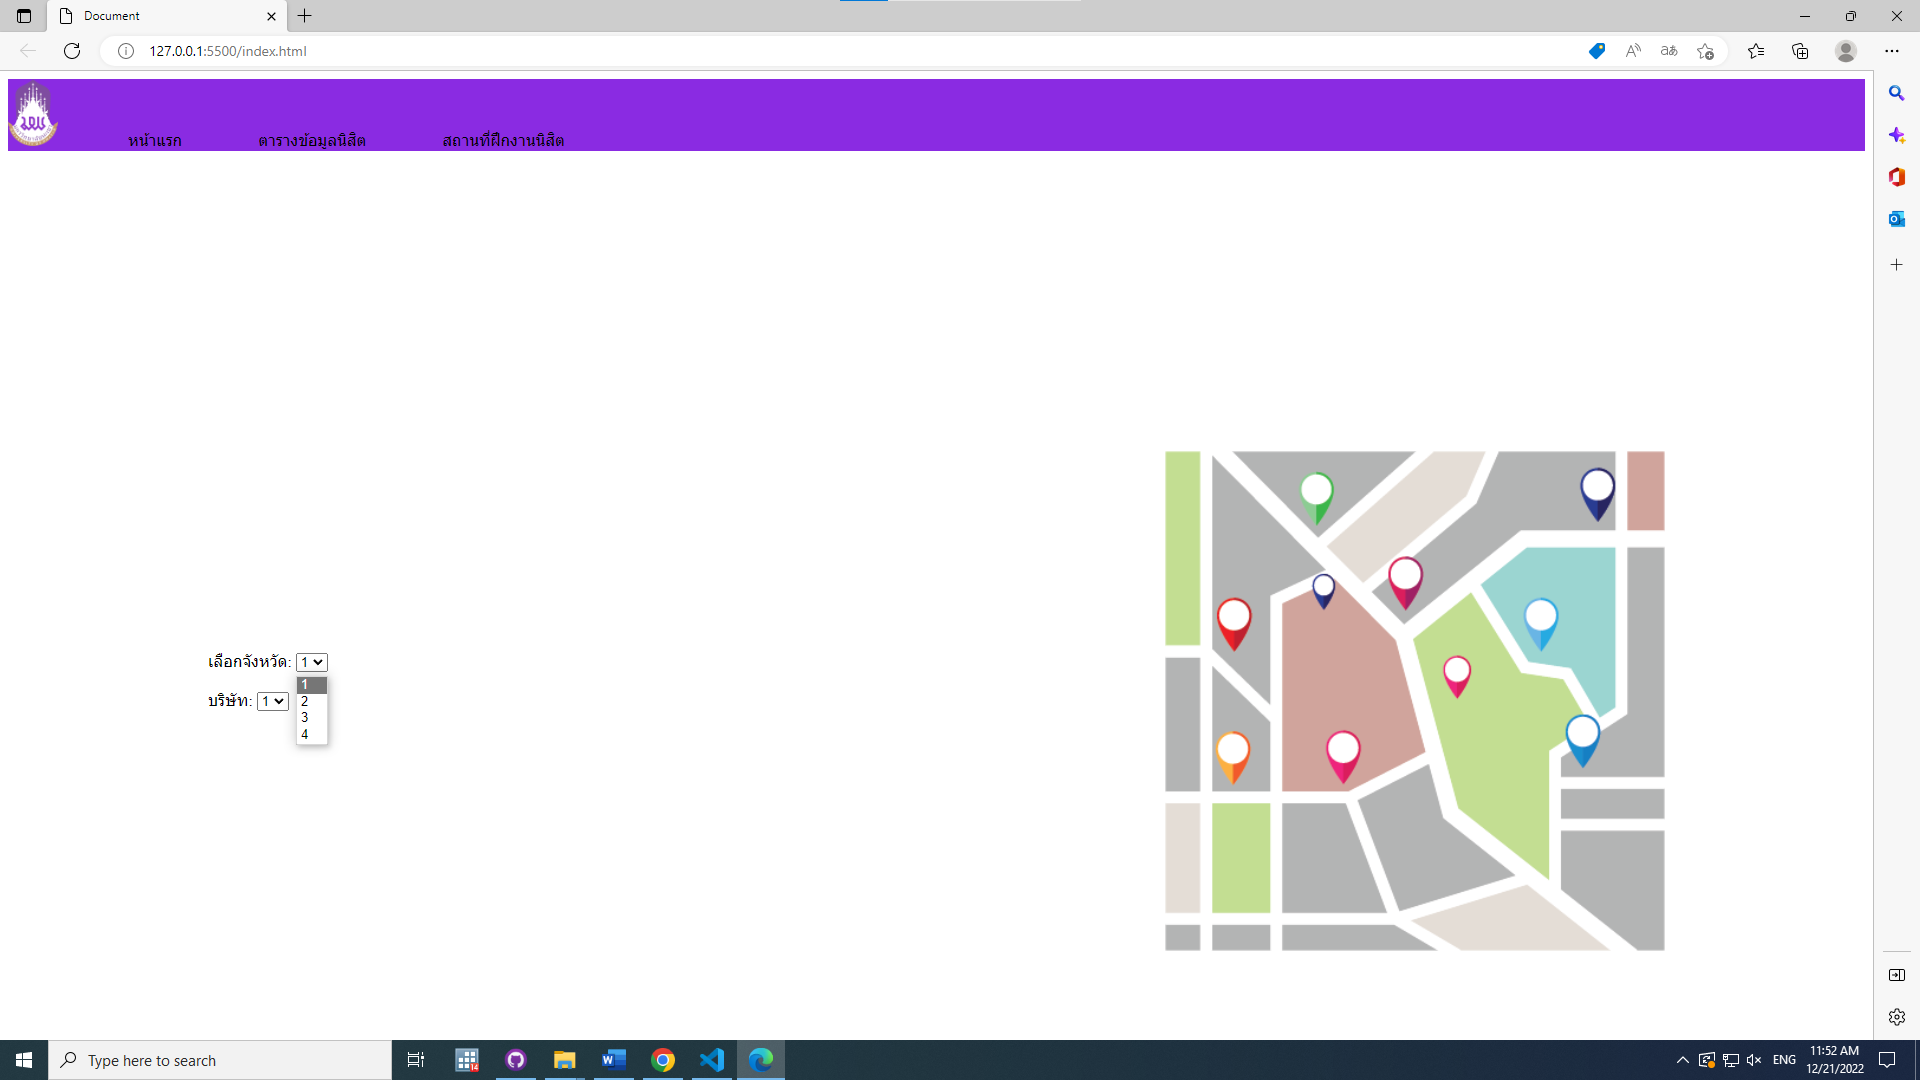 Document
127.0.0.1:5500/index.html
หน้าแรก
ตารางข้อมูลนิสิต
สถานที่ฝึกงานนิสิต
เลือกจังหวัด: 1
1
2
3
4
บริษัท: 1
Type here to search
14
ENG
11:52 AM
12/21/2022